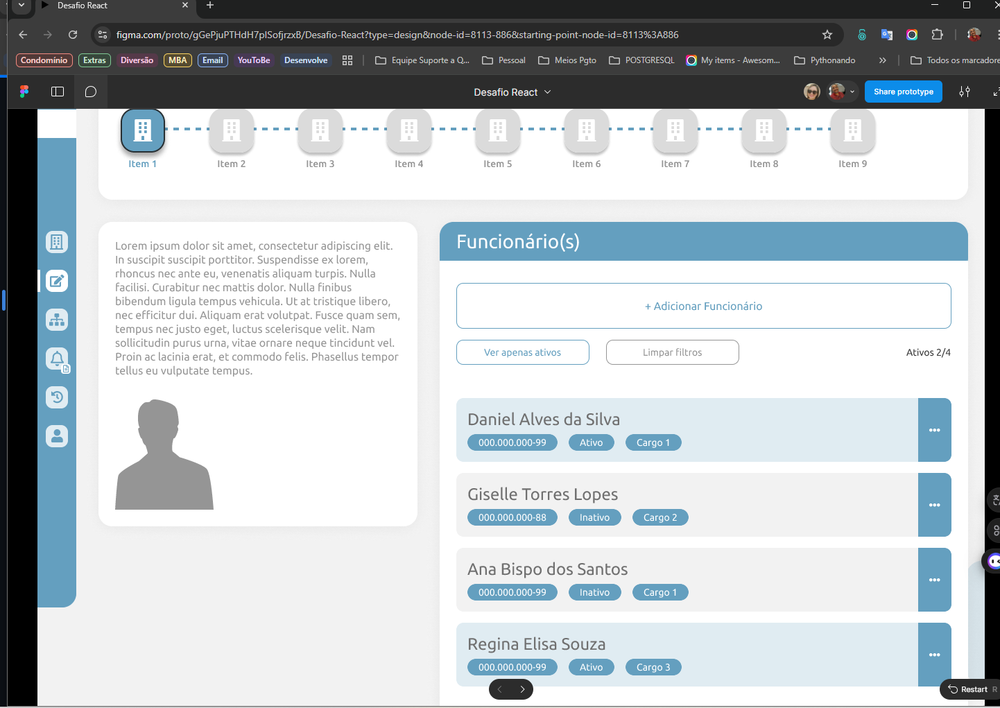 Desafio React
figma.com/proto/gGePjuPTHdH7pISofjrzxB/Desafio-React?type=design&node-id=8113-886&starting-point-node-id=8113%3A886
Condomínio Extras Diversão MBA Email YouToBe Desenvolve Equipe Suporte a Q... Pessoal Meios Pgto POSTGRESQL My items - Awesom... Pythonando Todos os marcadore
Desafio React Share prototype
Item 1 Item 2 Item 3 Item 4 Item 5 Item 6 Item 7 Item 8 Item 9
Lorem ipsum dolor sit amet, consectetur adipiscing elit.
In suscipit suscipit porttitor. Suspendisse ex lorem,
rhoncus nec ante eu, venenatis aliquam turpis. Nulla
facilisi. Curabitur nec mattis dolor. Nulla finibus
bibendum ligula tempus vehicula. Ut at tristique libero,
nec efficitur dui. Aliquam erat volutpat. Fusce quam sem,
tempus nec justo eget, luctus scelerisque velit. Nam
sollicitudin purus urna, vitae ornare neque tincidunt vel.
Proin ac lacinia erat, et commodo felis. Phasellus tempor
tellus eu vulputate tempus.
Funcionário(s)
+ Adicionar Funcionário
Ver apenas ativos Limpar filtros Ativos 2/4
Daniel Alves da Silva
000.000.000-99 Ativo Cargo 1
Giselle Torres Lopes
000.000.000-88 Inativo Cargo 2
Ana Bispo dos Santos
000.000.000-99 Inativo Cargo 1
Regina Elisa Souza
000.000.000-99 Ativo Cargo 3
Restart R